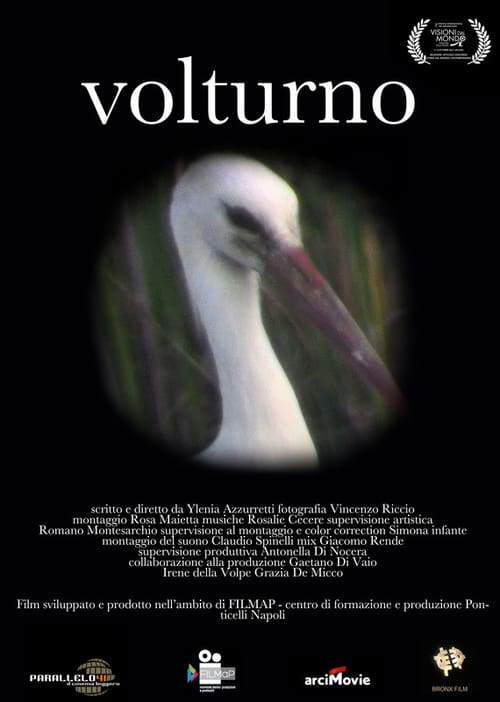 VISIONI DAL
MONDO
volturno
scritto e diretto da Ylenia Azzurretti fotografia Vincenzo Riccio
montaggio Rosa Maietta musiche Rosalie Cecere supervisione artistica
Romano Montesarchio supervisione al montaggio e color correction Simona infante
montaggio del suono Claudio Spinelli mix Giacomo Rende
supervisione produttiva Antonella Di Nocera
collaborazione alla produzione Gaetano Di Vaio
Irene della Volpe Grazia De Micco
Film sviluppato e prodotto nell'ambito di FILMAP - centro di formazione e produzione Pon-
ticelli Napoli
PARALLELO 41
il cinema leggero
FILMaP
arciMovie
BRONX FILM